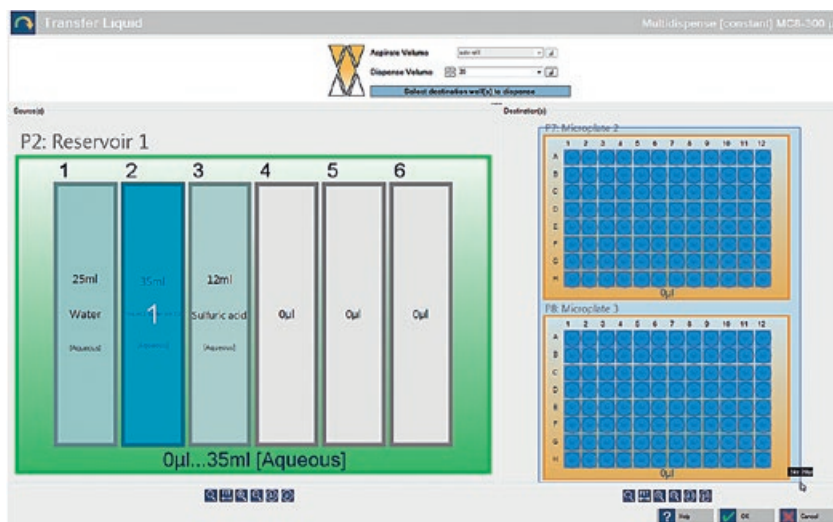 Transfer Liquid
Multidispense [constant] MC8-300 µ
Aspirate Volume
Dispense Volume 20
Select destination well(s) to dispense
Source(s)
Destination(s)
P2: Reservoir 1
1 2 3 4 5 6
25ml 35ml 12ml
Water 1 Sulfuric acid 0µl 0µl 0µl
[Aqueous] [Aqueous] [Aqueous]
0µl...35ml [Aqueous]
P7: Microplate 2
1 2 3 4 5 6 7 8 9 10 11 12
A
B
C
D
E
F
G
H
0µl
P8: Microplate 3
1 2 3 4 5 6 7 8 9 10 11 12
A
B
C
D
E
F
G
H
0µl
? Help OK Cancel